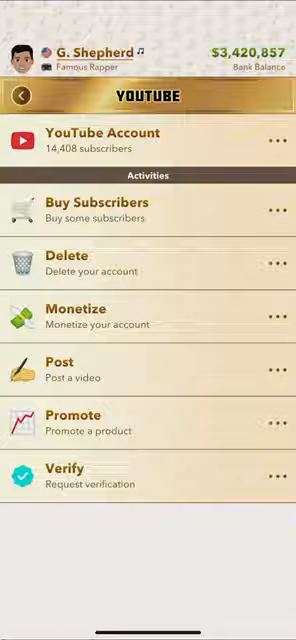 G. Shepherd
$3,420,857
Famous Rapper
Bank Balance
YOUTUBE
YouTube Account
14,408 subscribers
Activities
Buy Subscribers
Buy some subscribers
Delete
Delete your account
Monetize
Monetize your account
Post
Post a video
Promote
Promote a product
Verify
Request verification